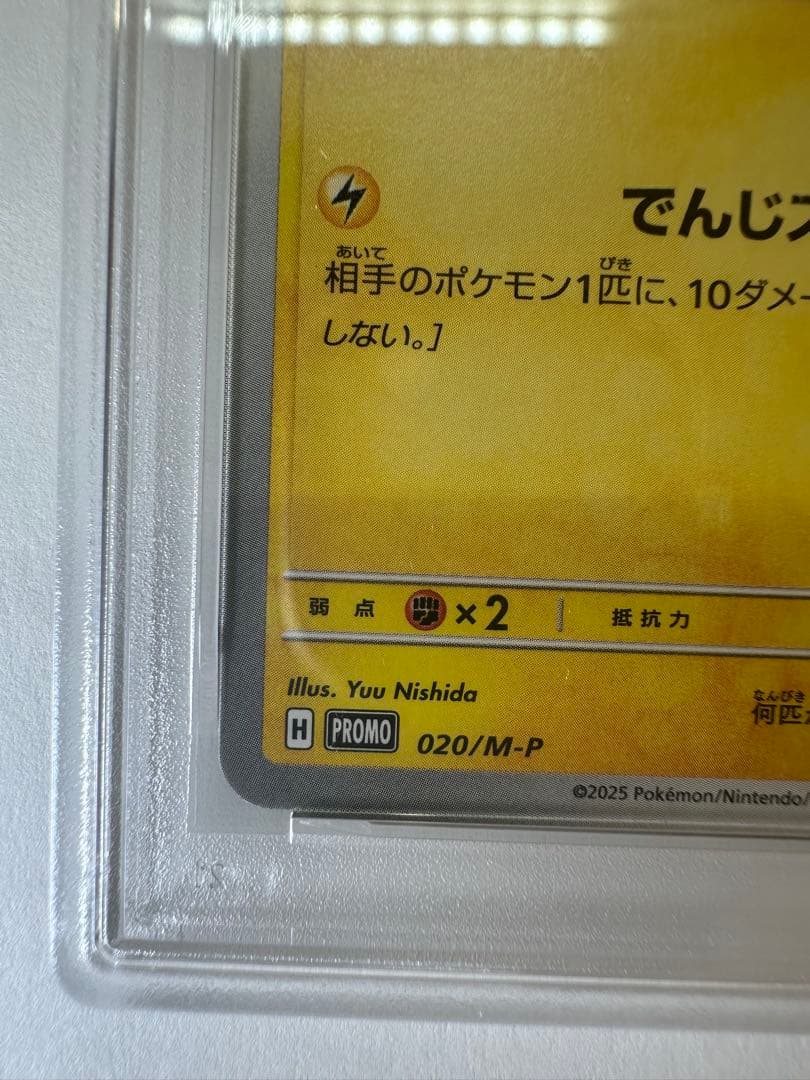 でんじ
あいて
びき
相手のポケモン1匹に、10ダメー
しない。]
弱点 ×2 抵抗力
Illus. Yuu Nishida
なんびき
何匹
H PROMO 020/M-P
©2025 Pokémon/Nintendo/